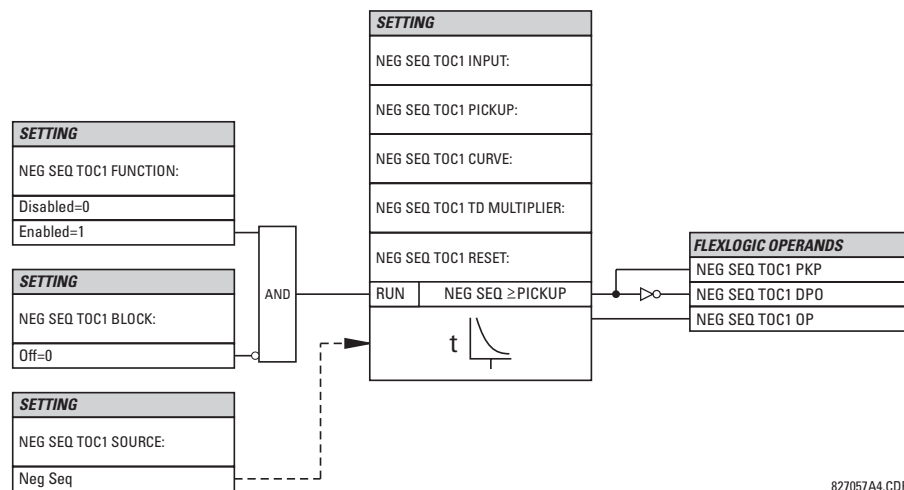 SETTING
NEG SEQ TOC1 FUNCTION:
Disabled=0
Enabled=1
SETTING
NEG SEQ TOC1 BLOCK:
Off=0
SETTING
NEG SEQ TOC1 SOURCE:
Neg Seq
AND
SETTING
NEG SEQ TOC1 INPUT:
NEG SEQ TOC1 PICKUP:
NEG SEQ TOC1 CURVE:
NEG SEQ TOC1 TD MULTIPLIER:
NEG SEQ TOC1 RESET:
RUN NEG SEQ ≥ PICKUP
t
FLEXLOGIC OPERANDS
NEG SEQ TOC1 PKP
NEG SEQ TOC1 DPO
NEG SEQ TOC1 OP